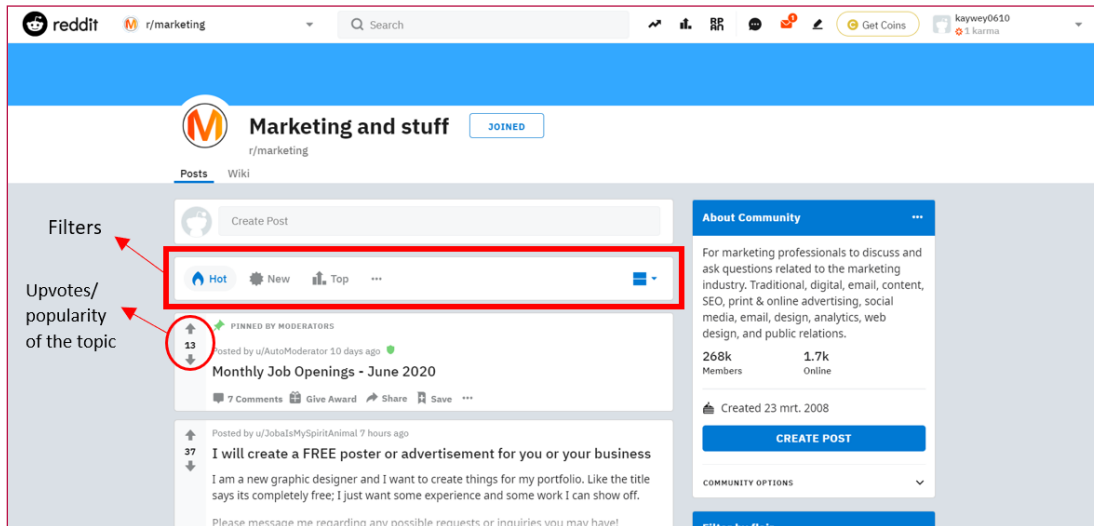 reddit
r/marketing
Search
Get Coins
kaywey0610
1 karma
Marketing and stuff
JOINED
r/marketing
Posts Wiki
Filters
Upvotes/
popularity
of the topic
Create Post
Hot New Top ...
PINNED BY MODERATORS
13
Posted by u/AutoModerator 10 days ago
Monthly Job Openings - June 2020
7 Comments Give Award Share Save ...
Posted by u/JobaIsMySpiritAnimal 7 hours ago
37
I will create a FREE poster or advertisement for you or your business
I am a new graphic designer and I want to create things for my portfolio. Like the title
says its completely free; I just want some experience and some work I can show off.
Please message me regarding any possible requests or inquiries you may have!
About Community ...
For marketing professionals to discuss and
ask questions related to the marketing
industry. Traditional, digital, email, content,
SEO, print & online advertising, social
media, email, design, analytics, web
design, and public relations.
268k 1.7k
Members Online
Created 23 mrt. 2008
CREATE POST
COMMUNITY OPTIONS